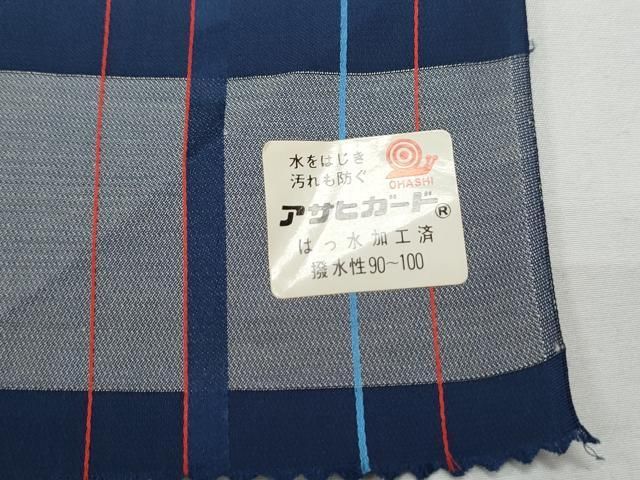 水をはじき
汚れも防ぐ
OHASHI
アサヒガード®
はっ水加工済
撥水性90~100